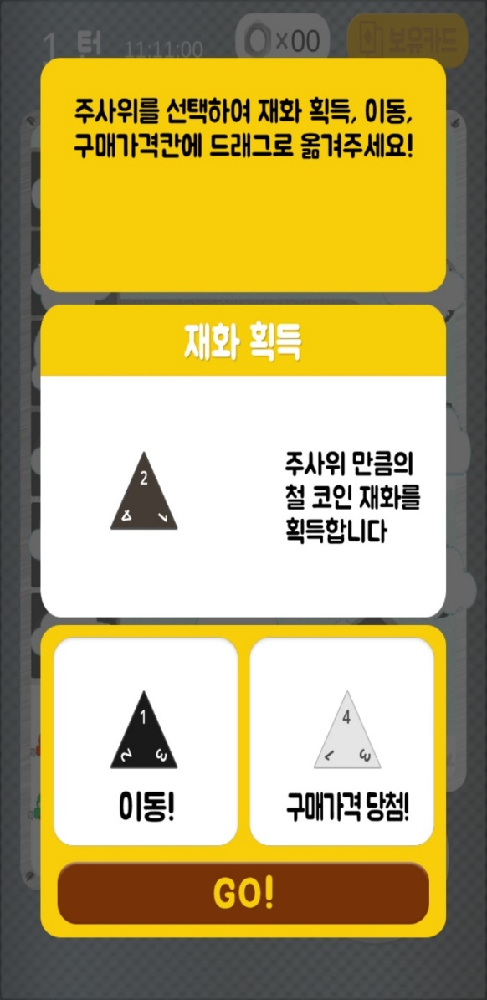 1 턴 11:11:00 ×00 보유카드
주사위를 선택하여 재화 획득, 이동,
구매가격칸에 드래그로 옮겨주세요!
재화 획득
2
4 1
주사위 만큼의
철 코인 재화를
획득합니다
1
2 3
4
1 3
이동!
구매가격 당첨!
GO!